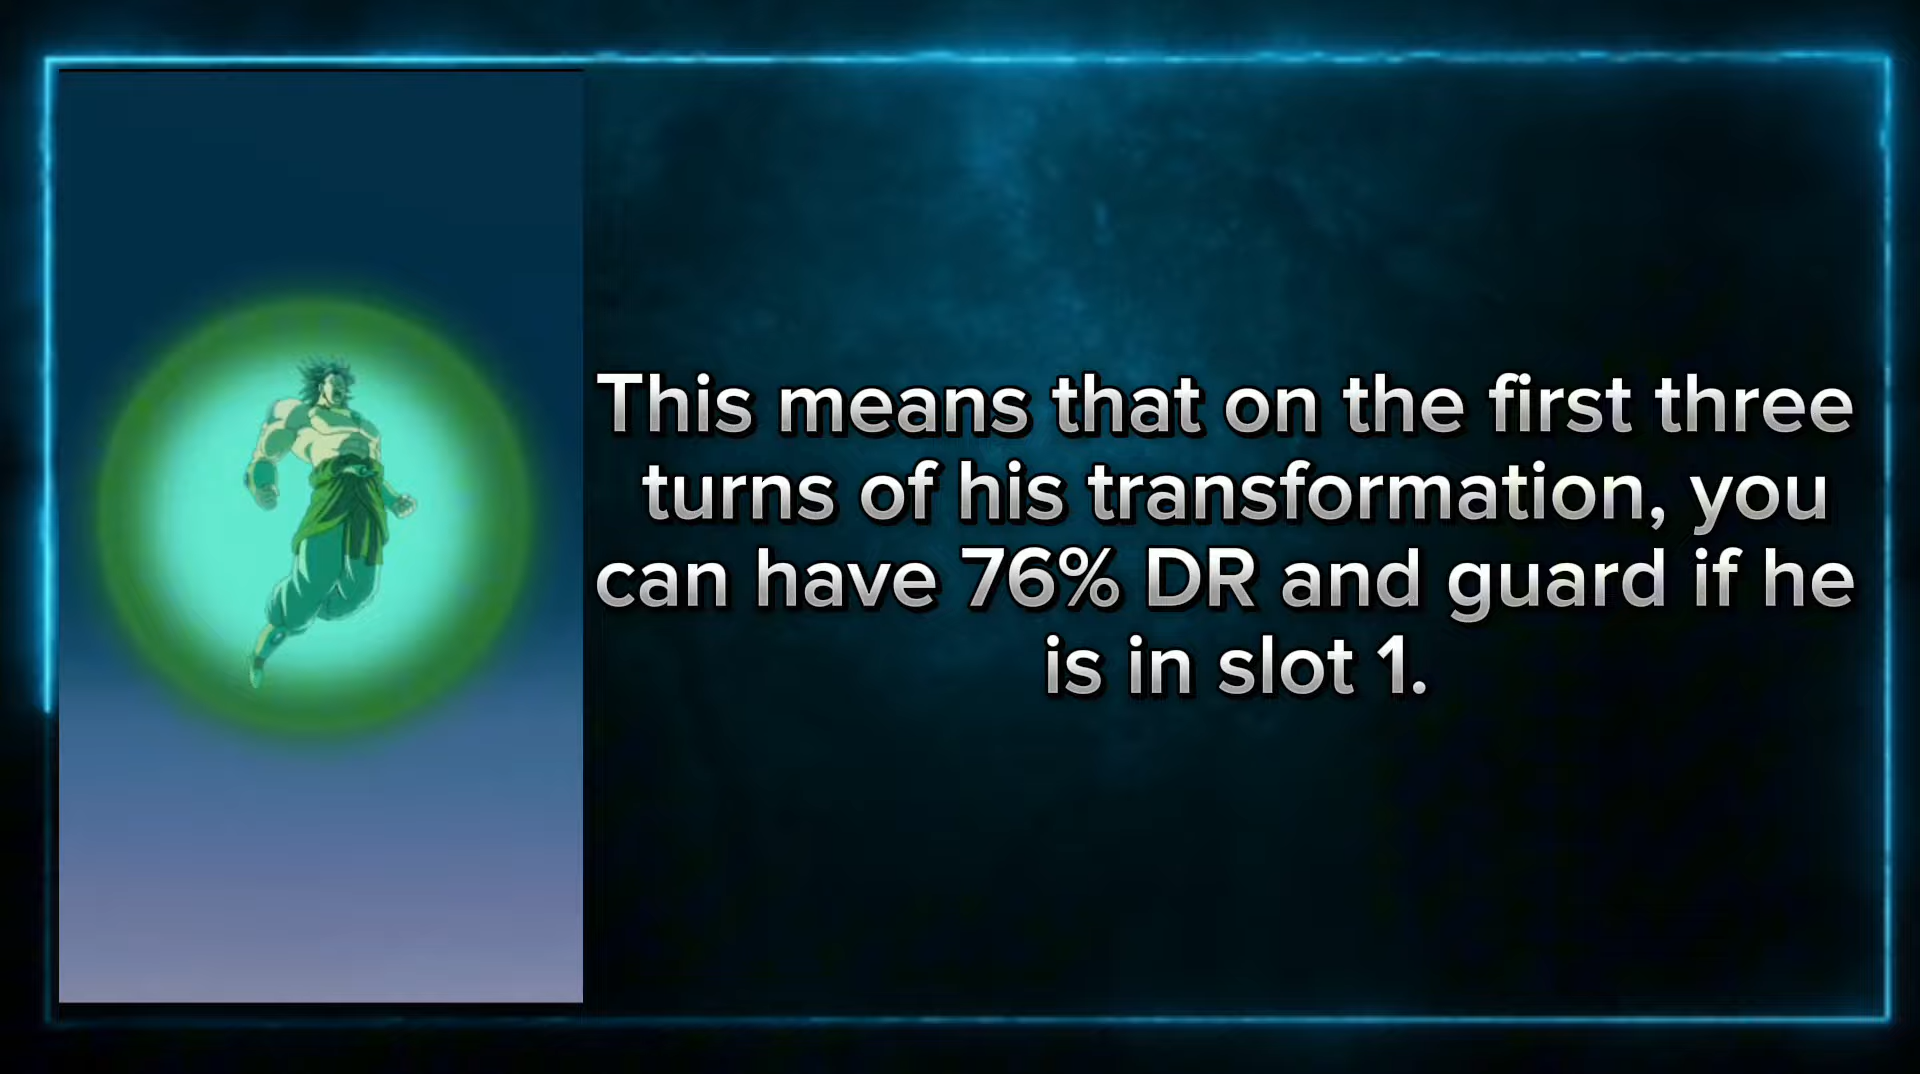 This means that on the first three
turns of his transformation, you
can have 76% DR and guard if he
is in slot 1.